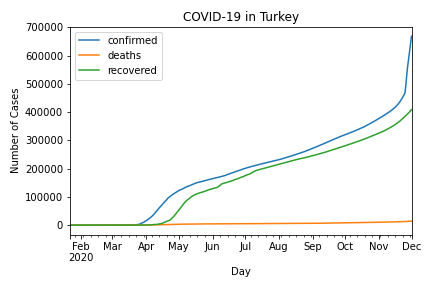 COVID-19 in Turkey
700000
600000
500000
400000
300000
200000
100000
0
Number of Cases
confirmed
deaths
recovered
Feb Mar Apr May Jun Jul Aug Sep Oct Nov Dec
2020
Day